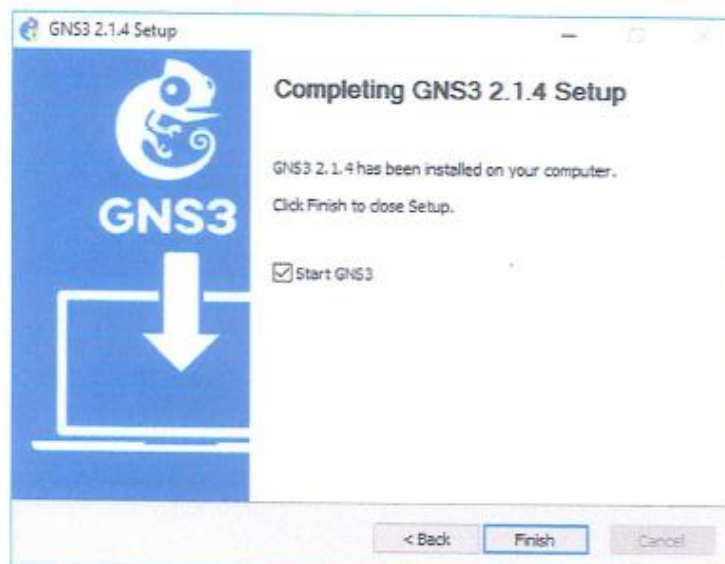 GNS3 2.1.4 Setup
GNS3
Completing GNS3 2.1.4 Setup
GNS3 2.1.4 has been installed on your computer.
Click Finish to close Setup.
Start GNS3
< Back
Finish
Cancel